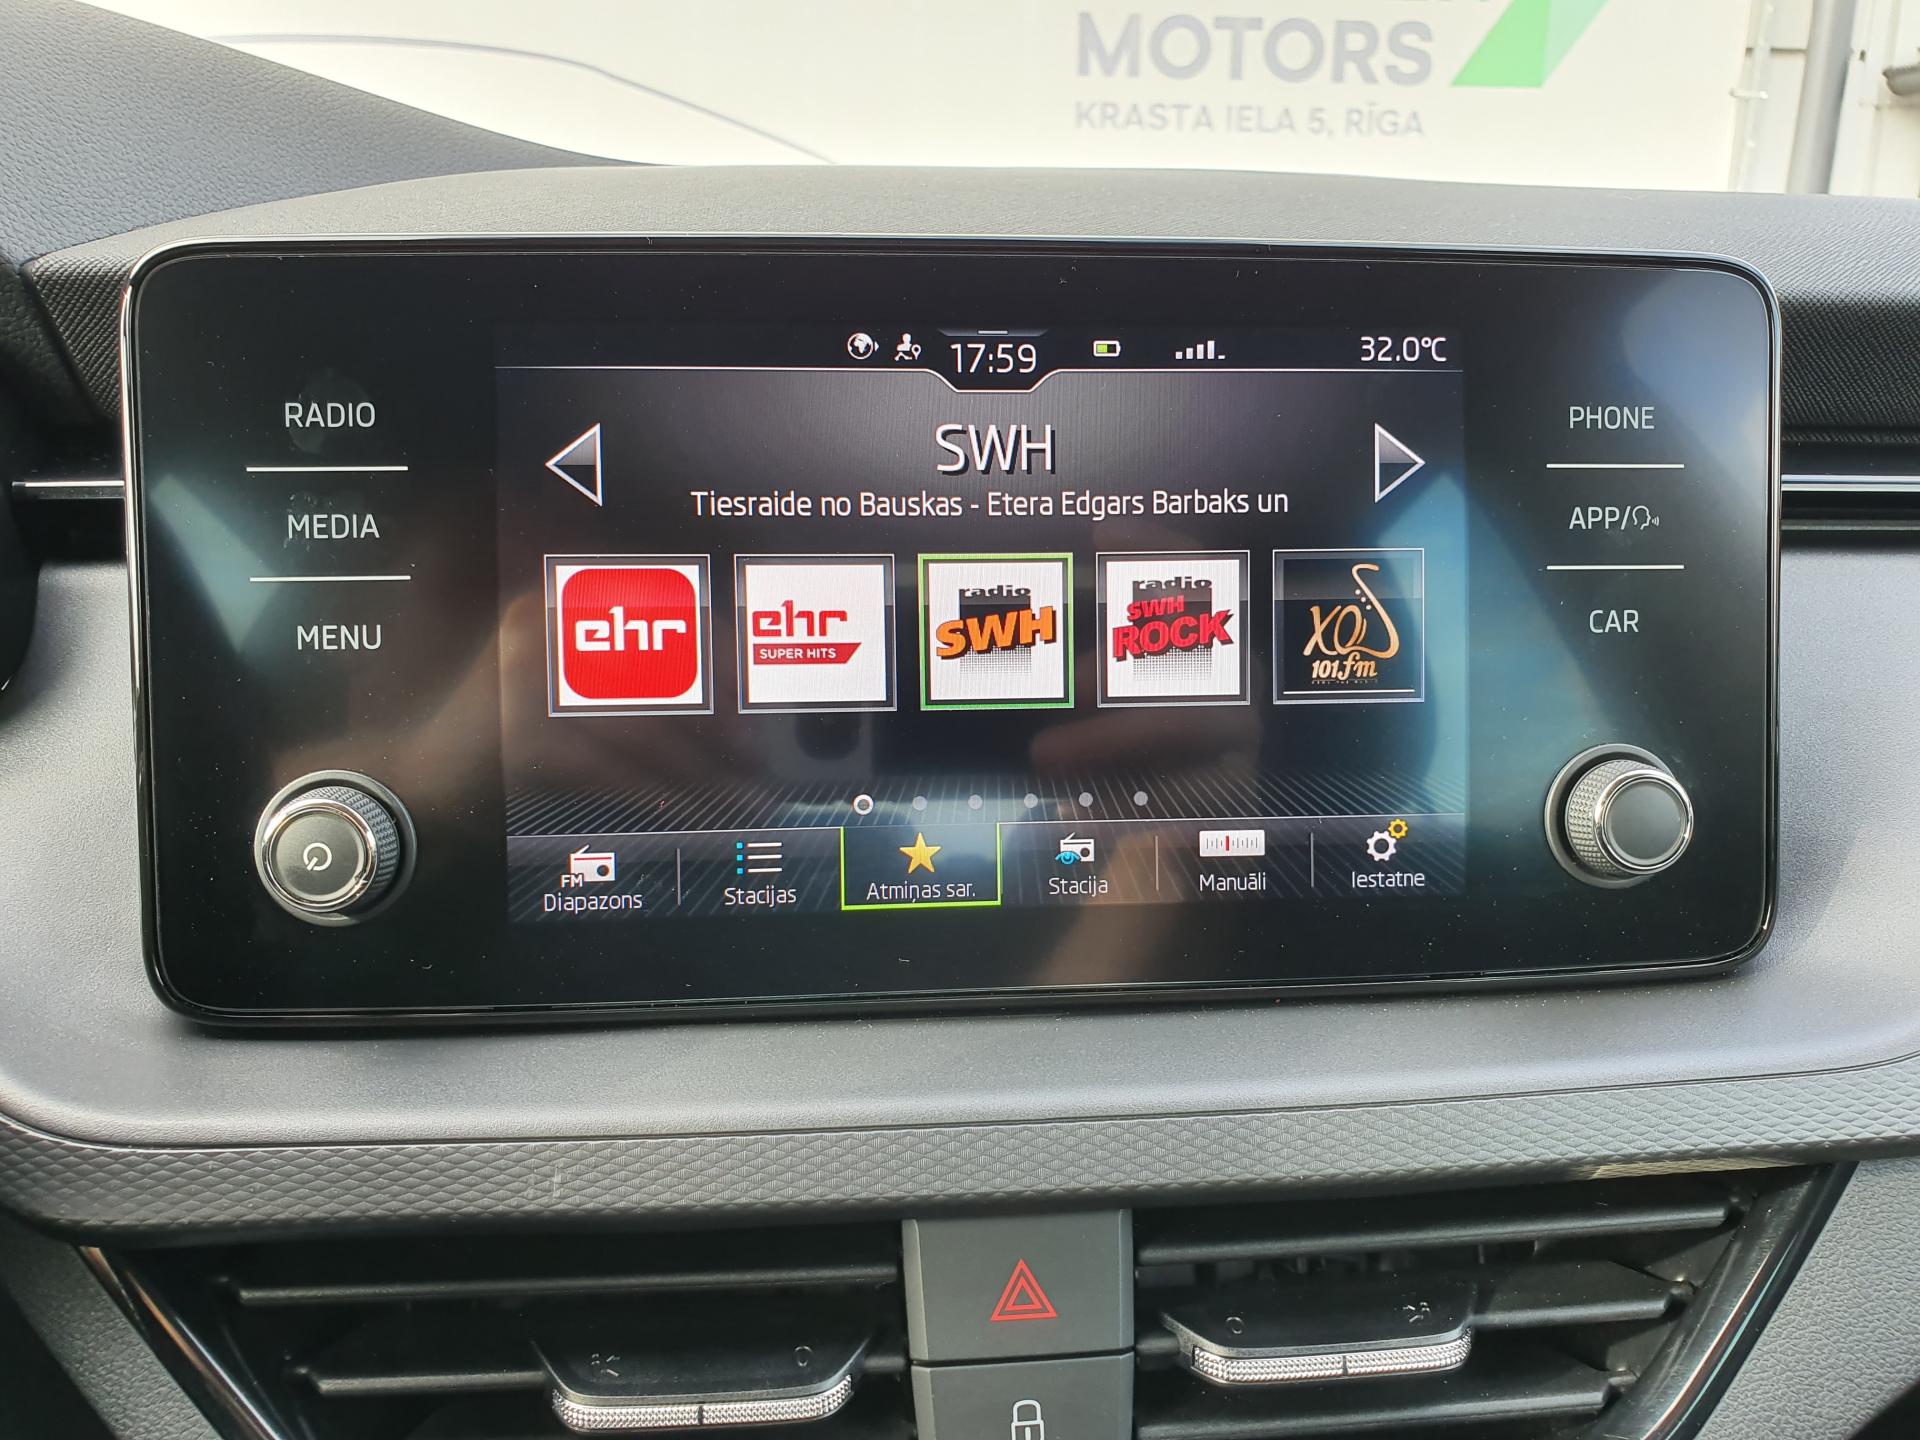 MOTORS
KRASTA IELA 5, RĪGA
17:59
32.0°C
RADIO
MEDIA
MENU
PHONE
APP/
CAR
SWH
Tiesraide no Bauskas - Etera Edgars Barbaks un
ehr
ehr
SUPER HITS
radio
SWH
radio
SWH
ROCK
XO
101.fm
FM
Diapazons
Stacijas
Atmiņas sar.
Stacija
Manuāli
Iestatne